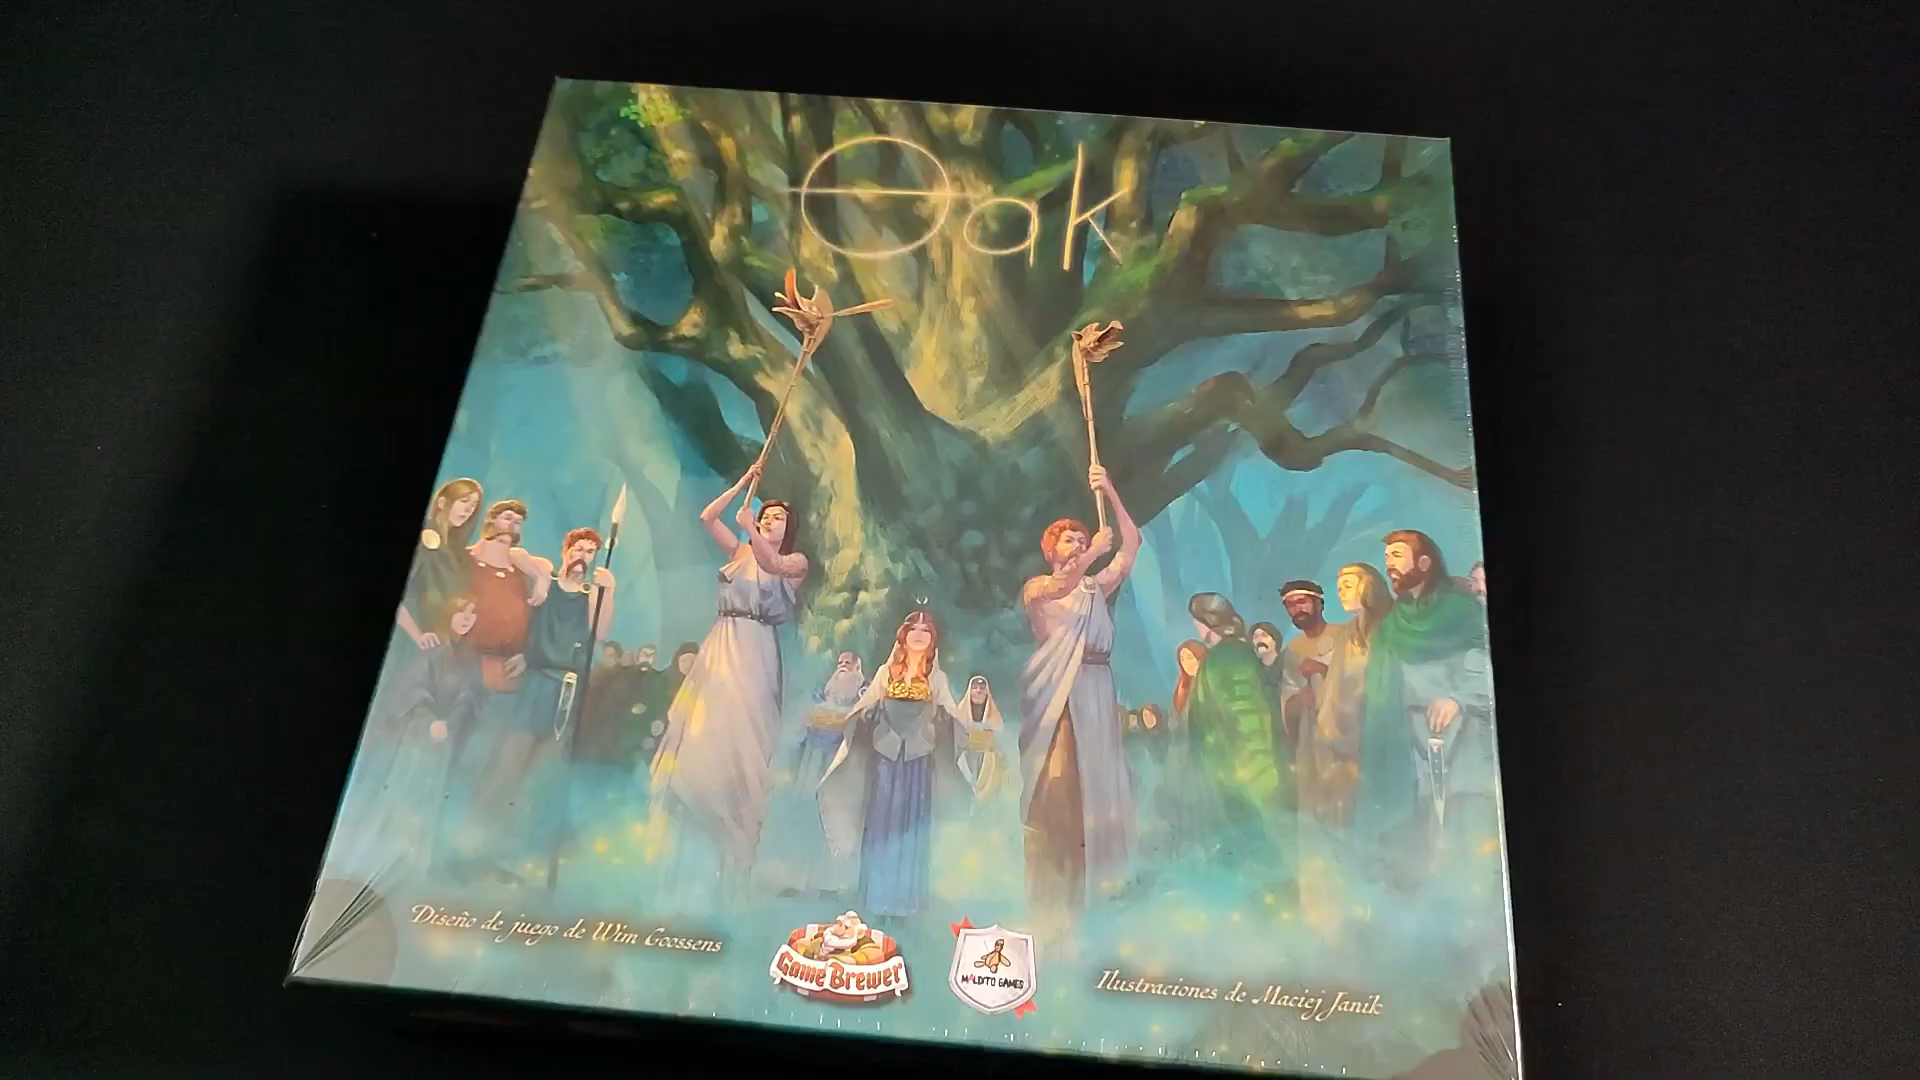 Oak
Diseño de juego de Wim Goossens
Game Brewer
MALDITO GAMES
Ilustraciones de Maciej Janik